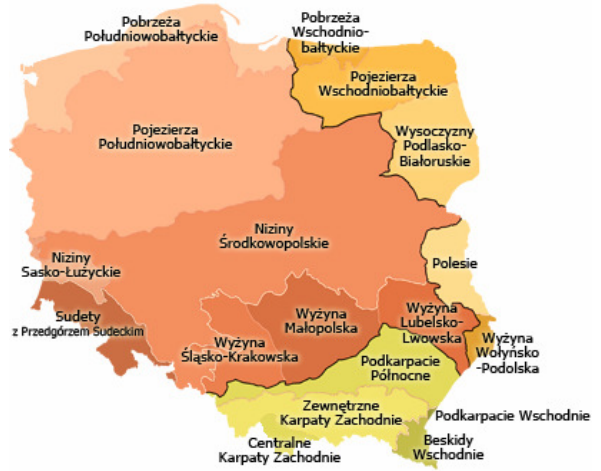 Pobrzeża
Południowobałtyckie
Pobrzeża
Wschodnio-
bałtyckie
Pojezierza
Wschodniobałtyckie
Pojezierza
Południowobałtyckie
Wysoczyzny
Podlasko-
Białoruskie
Niziny
Środkowopolskie
Niziny
Sasko-Łużyckie
Polesie
Sudety
z Przedgórzem Sudeckim
Wyżyna
Śląsko-Krakowska
Wyżyna
Małopolska
Wyżyna
Lubelsko-
Lwowska
Wyżyna
Wołyńsko
-Podolska
Podkarpacie
Północne
Zewnętrzne
Karpaty Zachodnie
Podkarpacie Wschodnie
Centralne
Karpaty Zachodnie
Beskidy
Wschodnie